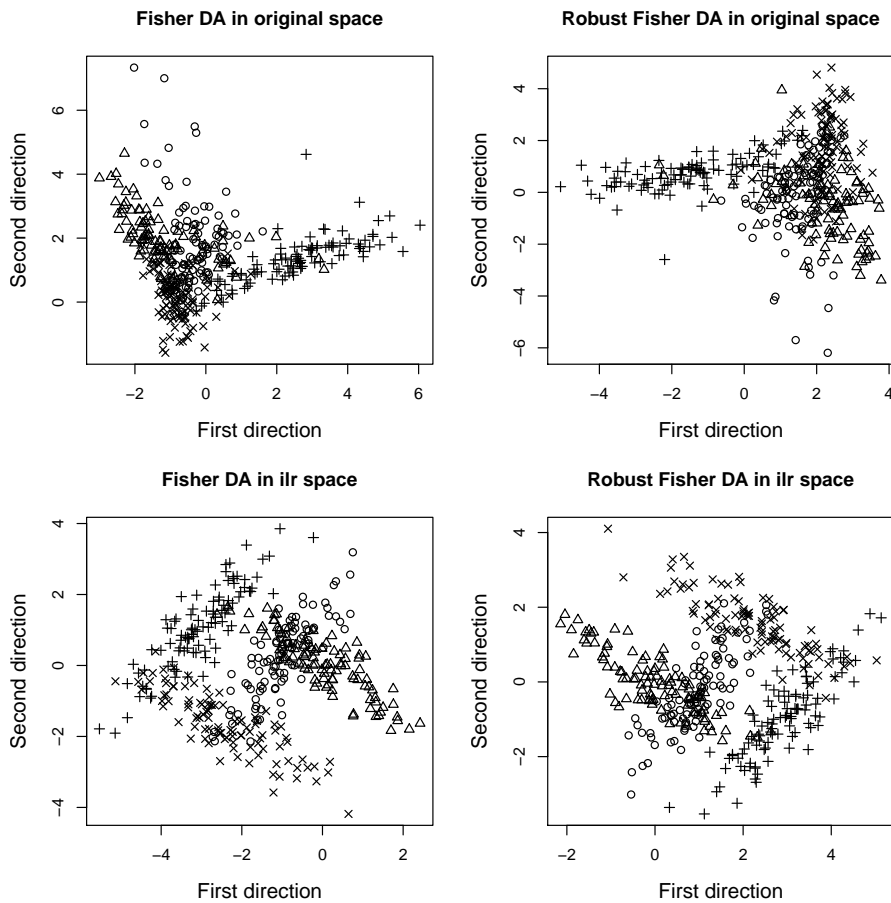 Fisher DA in original space
Second direction
0 2 4 6
−2 0 2 4 6
First direction
Robust Fisher DA in original space
Second direction
−6 −4 −2 0 2 4
−4 −2 0 2 4
First direction
Fisher DA in ilr space
Second direction
−4 −2 0 2 4
−4 −2 0 2
First direction
Robust Fisher DA in ilr space
Second direction
−2 0 2 4
−2 0 2 4
First direction